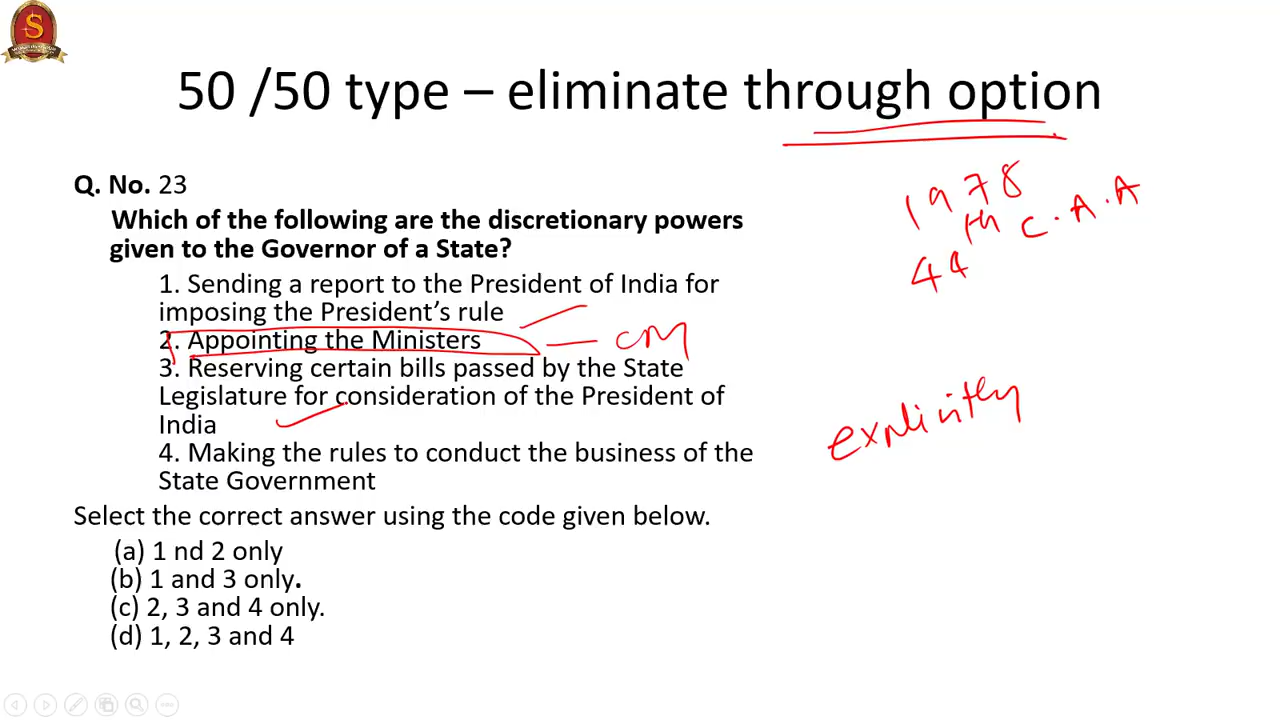 S
50 /50 type – eliminate through option
Q. No. 23
Which of the following are the discretionary powers
given to the Governor of a State?
1. Sending a report to the President of India for
imposing the President's rule
2. Appointing the Ministers
3. Reserving certain bills passed by the State
Legislature for consideration of the President of
India
4. Making the rules to conduct the business of the
State Government
Select the correct answer using the code given below.
(a) 1 nd 2 only
(b) 1 and 3 only.
(c) 2, 3 and 4 only.
(d) 1, 2, 3 and 4
1978
44th C.A.A
CM
explicitly